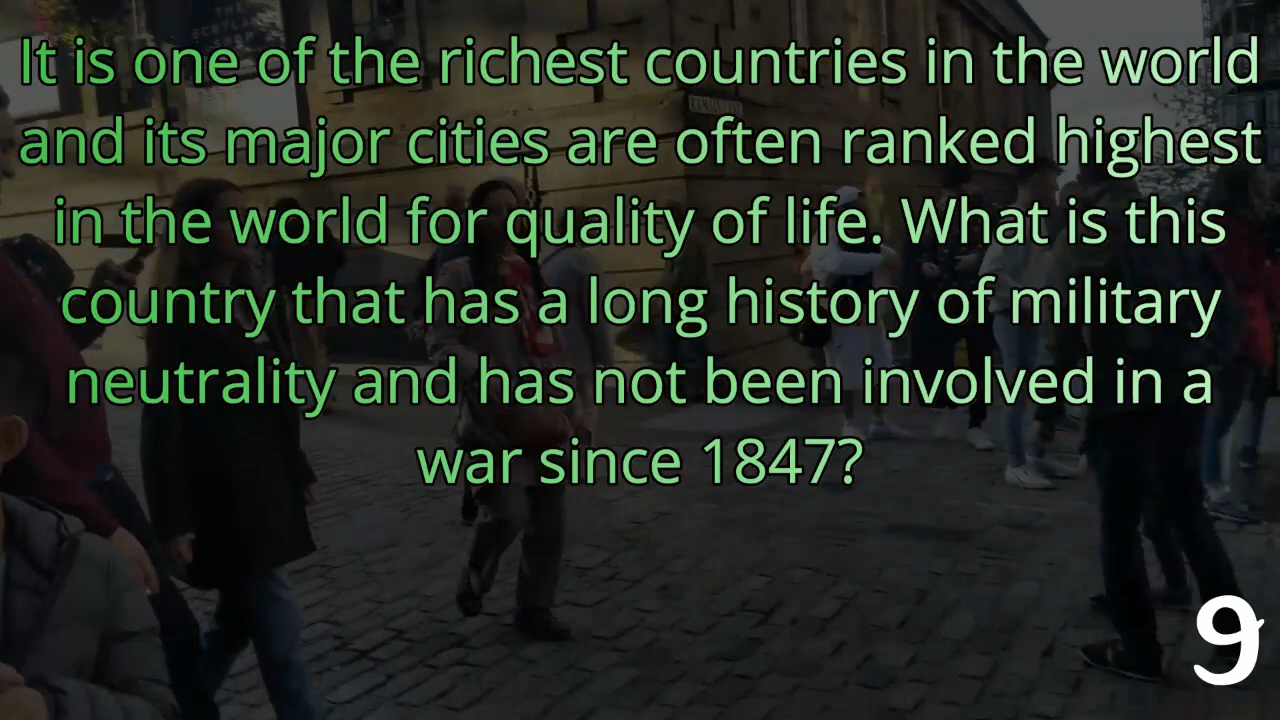 It is one of the richest countries in the world
and its major cities are often ranked highest
in the world for quality of life. What is this
country that has a long history of military
neutrality and has not been involved in a
war since 1847?
9